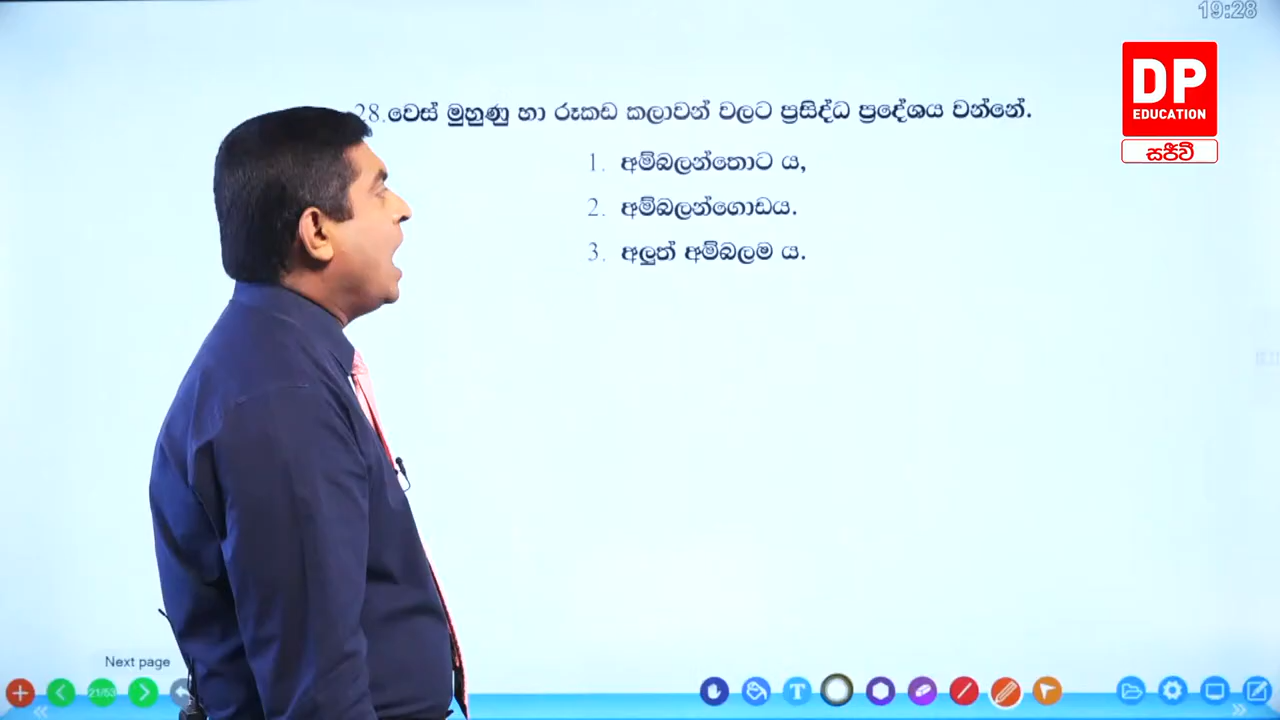 19:28
DP
EDUCATION
සජීවී
28. වෙස් මුහුණු හා රූකඩ කලාවන් වලට ප්‍රසිද්ධ ප්‍රදේශය වන්නේ.
1. අම්බලන්තොට ය,
2. අම්බලන්ගොඩය.
3. අලුත් අම්බලම ය.
Next page
21/53